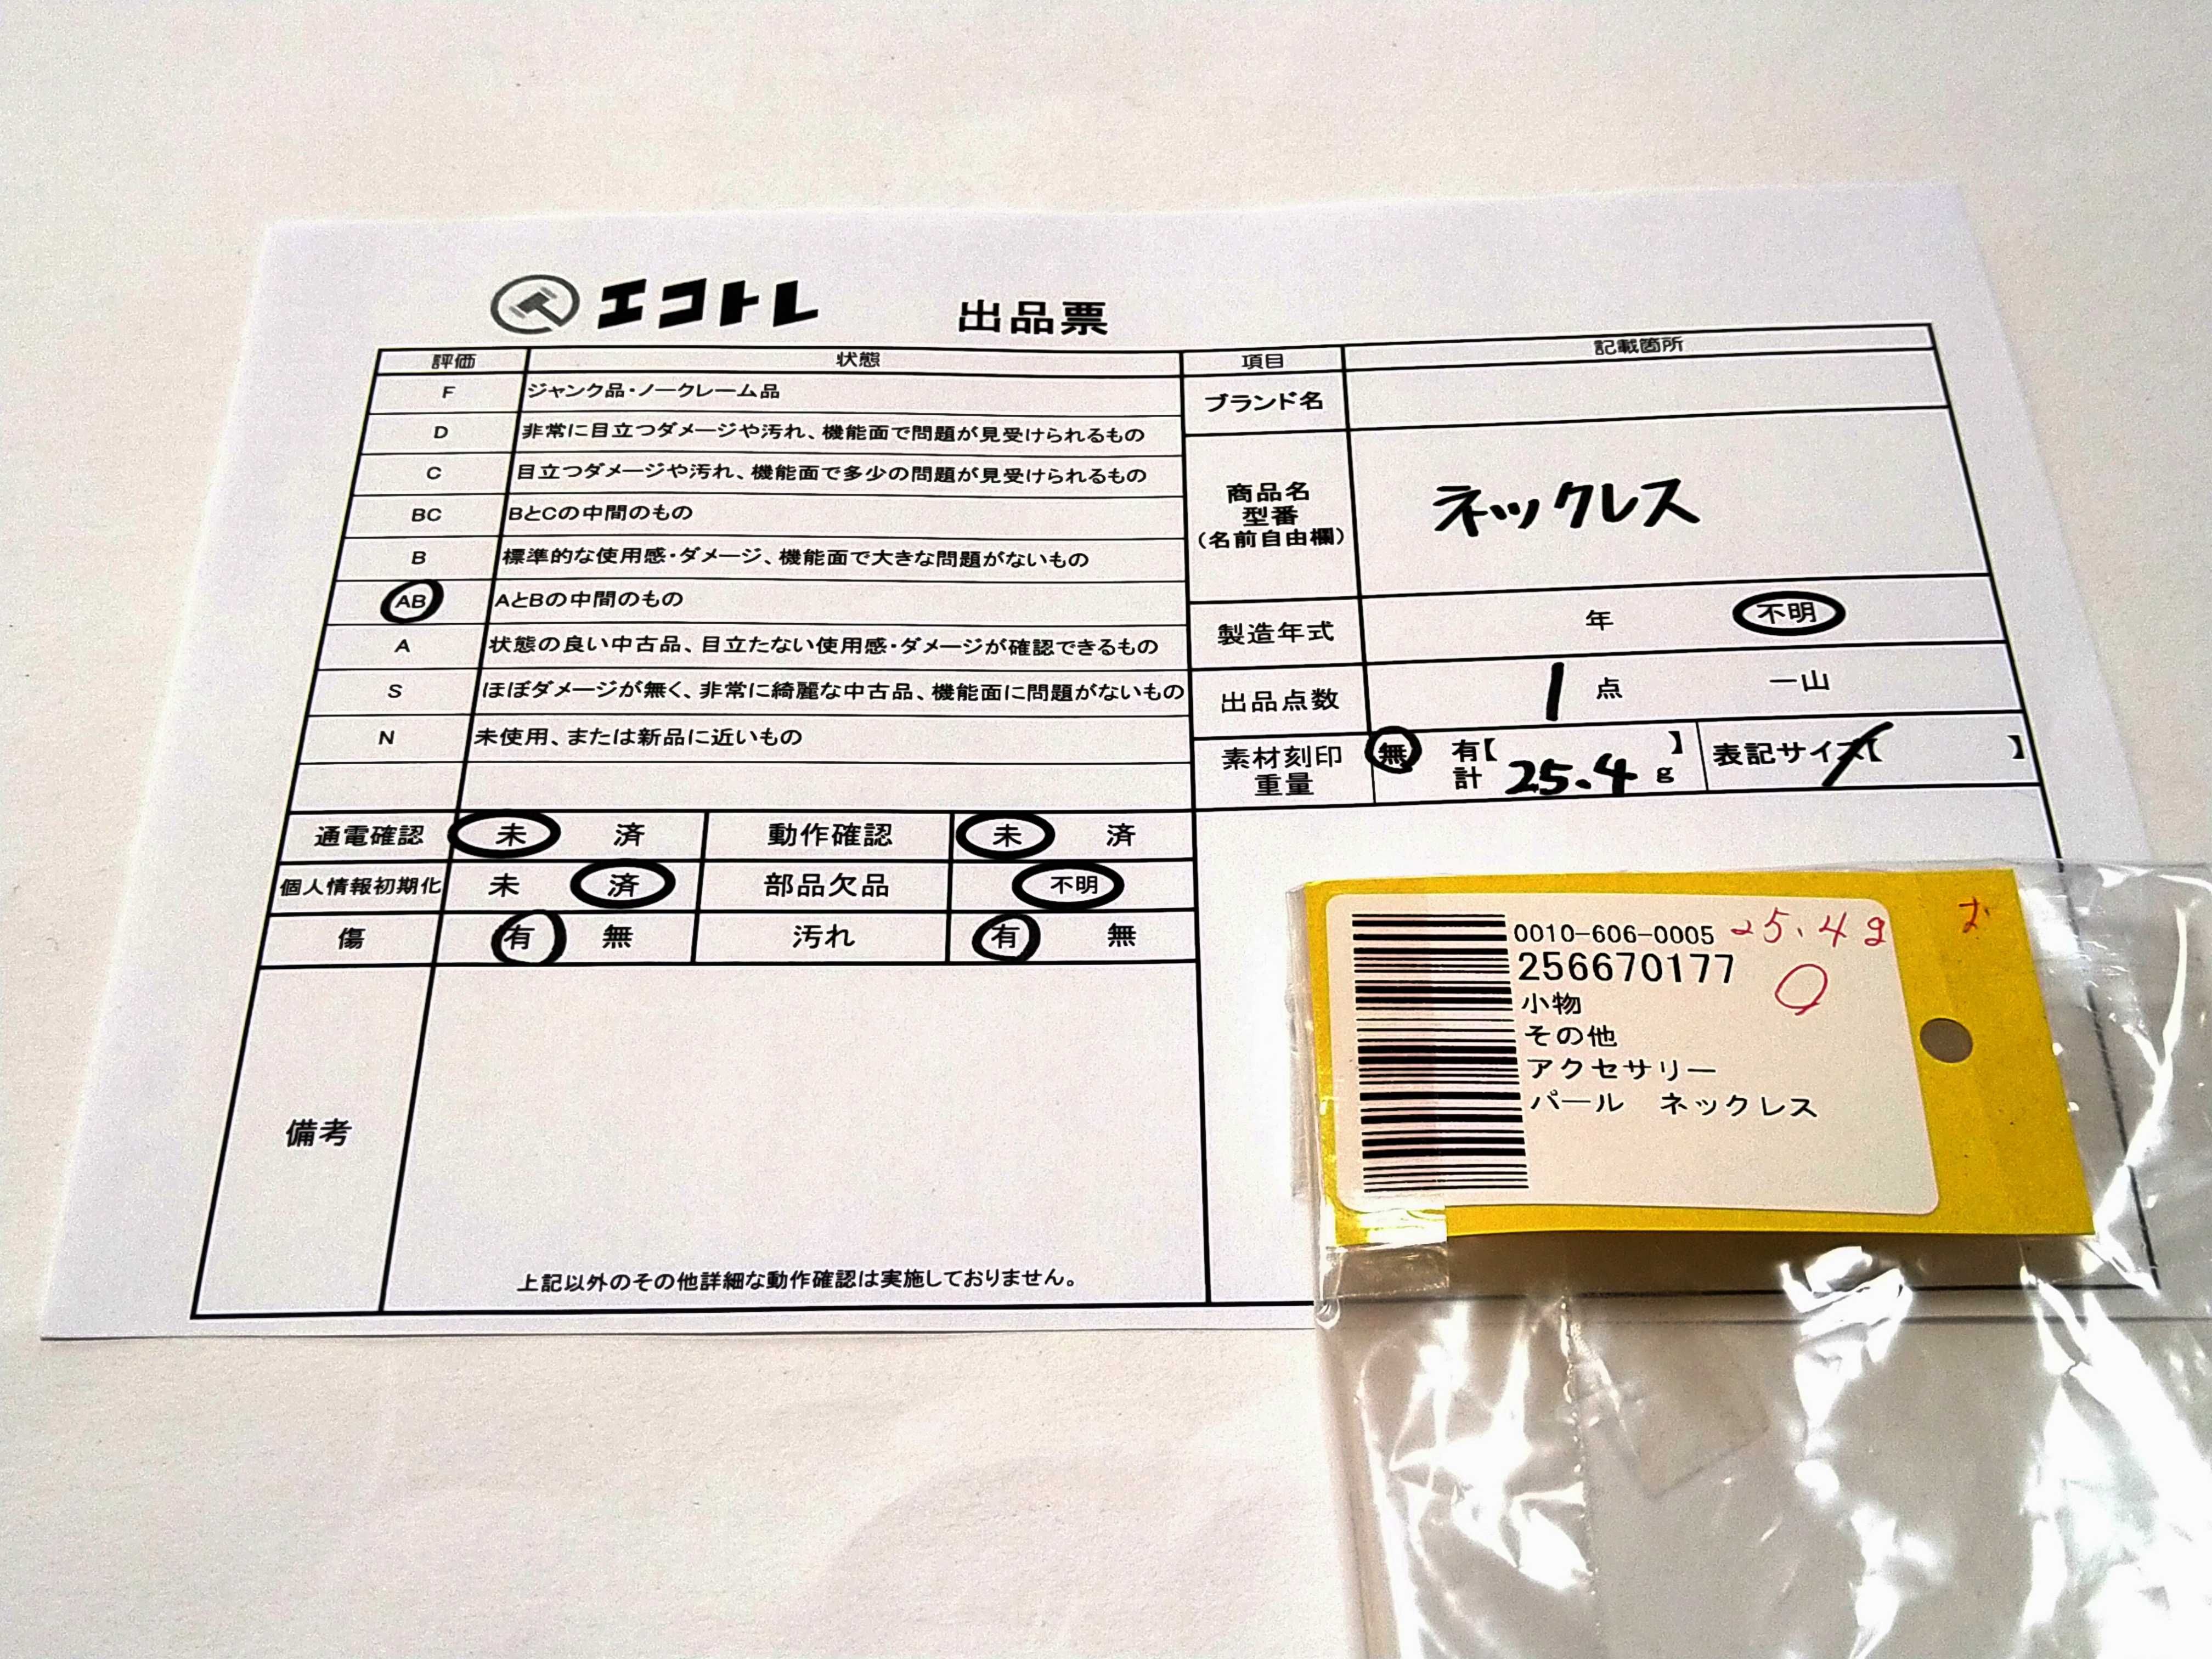 エコトレ 出品票
評価 状態 項目 記載箇所
F ジャンク品・ノークレーム品
ブランド名
D 非常に目立つダメージや汚れ、機能面で問題が見受けられるもの
C 目立つダメージや汚れ、機能面で多少の問題が見受けられるもの
BC BとCの中間のもの
B 標準的な使用感・ダメージ、機能面で大きな問題がないもの
AB AとBの中間のもの
A 状態の良い中古品、目立たない使用感・ダメージが確認できるもの
S ほぼダメージが無く、非常に綺麗な中古品、機能面に問題がないもの
N 未使用、または新品に近いもの
商品名
型番
(名前自由欄)
ネックレス
製造年式 年 不明
出品点数 1 点 一山
素材刻印
重量
無 有【 】
計 25.4 g
表記サイズ【 】
通電確認 未 済 動作確認 未 済
個人情報初期化 未 済 部品欠品 不明
傷 有 無 汚れ 有 無
備考
上記以外のその他詳細な動作確認は実施しておりません。
0010-606-0005 25.4g
256670177
小物
その他
アクセサリー
パール ネックレス